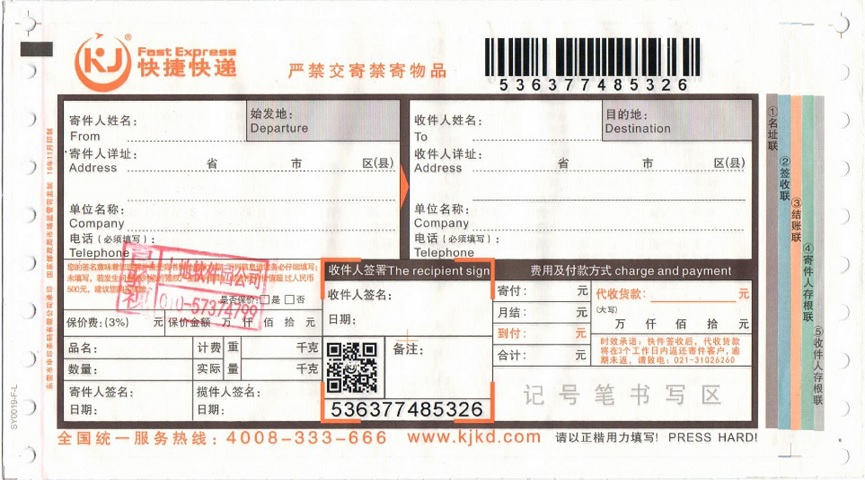 KJ
®
Fast Express
快捷快递
严禁交寄禁寄物品
536377485326
寄件人姓名:
From
始发地:
Departure
寄件人详址:
Address 省 市 区(县)
单位名称:
Company
电话 (必须填写):
Telephone
收件人姓名:
To
目的地:
Destination
收件人详址:
Address 省 市 区(县)
单位名称:
Company
电话 (必须填写):
Telephone
地软件园公司
010-57374799
是否保价: 是 否
保价费:(3%) 元 保价金额 万 仟 佰 拾 元
品名: 计费 重 千克
数量: 实际 量 千克
寄件人签名:
日期:
揽件人签名:
日期:
收件人签署The recipient sign
收件人签名:
日期:
备注:
536377485326
费用及付款方式 charge and payment
寄付: 元
月结: 元
到付: 元
合计: 元
代收货款: 元
(大写)
万 仟 佰 拾 元
时效承诺: 快件签收后, 代收货款
将在3个工作日内返还寄件客户, 逾
期未返, 请致电: 021-31026260
记号笔书写区
①名址联
②签收联
③结账联
④寄件人存根联
⑤收件人存根联
SY0019-F-L
全国统一服务热线: 4008-333-666 www.kjkd.com 请以正楷用力填写! PRESS HARD!